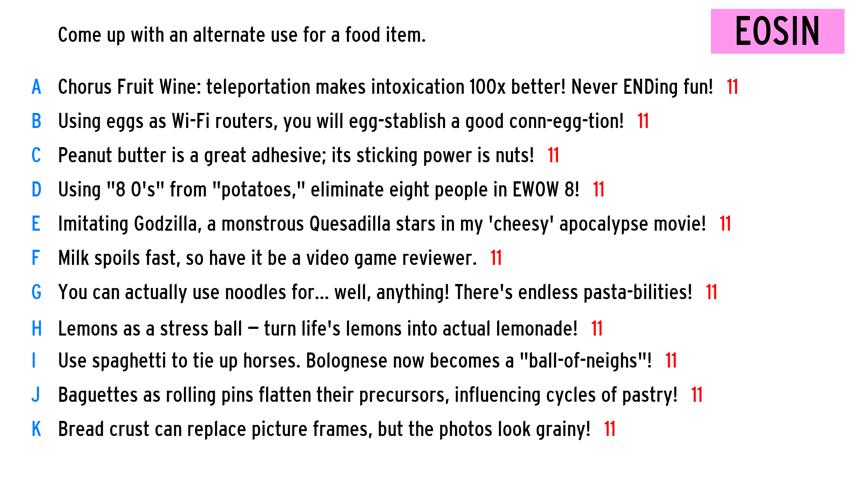 Come up with an alternate use for a food item.
EOSIN
A Chorus Fruit Wine: teleportation makes intoxication 100x better! Never ENDing fun! 11
B Using eggs as Wi-Fi routers, you will egg-stablish a good conn-egg-tion! 11
C Peanut butter is a great adhesive; its sticking power is nuts! 11
D Using "8 O's" from "potatoes," eliminate eight people in EWOW 8! 11
E Imitating Godzilla, a monstrous Quesadilla stars in my 'cheesy' apocalypse movie! 11
F Milk spoils fast, so have it be a video game reviewer. 11
G You can actually use noodles for... well, anything! There's endless pasta-bilities! 11
H Lemons as a stress ball – turn life's lemons into actual lemonade! 11
I Use spaghetti to tie up horses. Bolognese now becomes a "ball-of-neighs"! 11
J Baguettes as rolling pins flatten their precursors, influencing cycles of pastry! 11
K Bread crust can replace picture frames, but the photos look grainy! 11